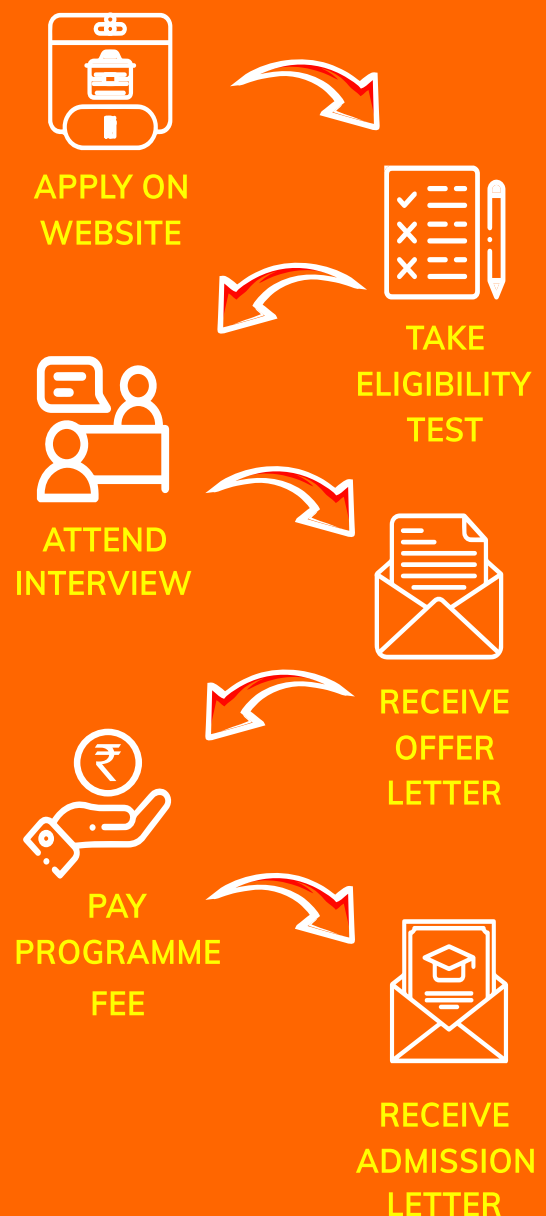 APPLY ON
WEBSITE
TAKE
ELIGIBILITY
TEST
ATTEND
INTERVIEW
RECEIVE
OFFER
LETTER
₹
PAY
PROGRAMME
FEE
RECEIVE
ADMISSION
LETTER